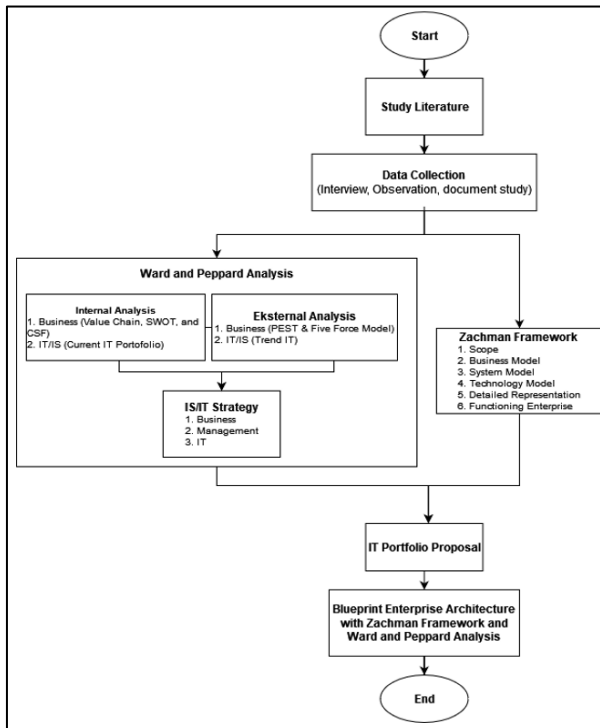 Start
Study Literature
Data Collection
(Interview, Observation, document study)
Ward and Peppard Analysis
Internal Analysis
1. Business (Value Chain, SWOT, and
CSF)
2. IT/IS (Current IT Portofolio)
Eksternal Analysis
1. Business (PEST & Five Force Model)
2. IT/IS (Trend IT)
IS/IT Strategy
1. Business
2. Management
3. IT
Zachman Framework
1. Scope
2. Business Model
3. System Model
4. Technology Model
5. Detailed Representation
6. Functioning Enterprise
IT Portfolio Proposal
Blueprint Enterprise Architecture
with Zachman Framework and
Ward and Peppard Analysis
End